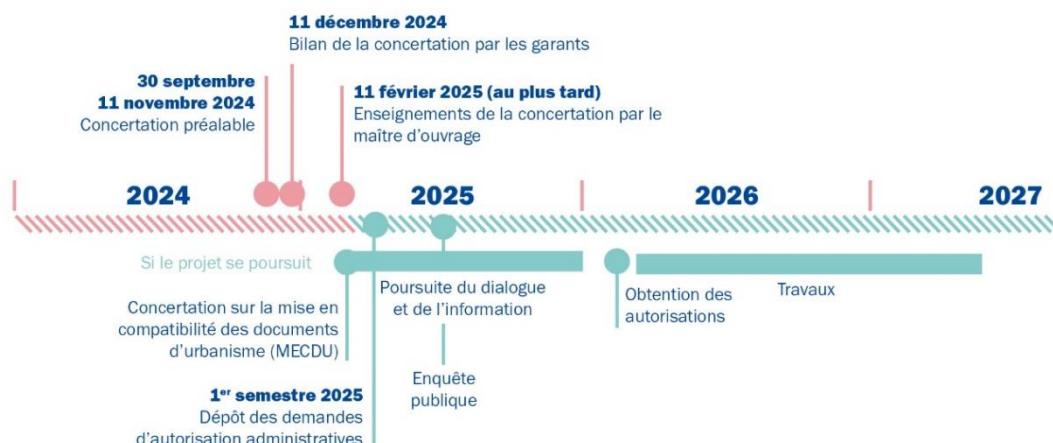 11 décembre 2024
Bilan de la concertation par les garants
30 septembre
11 novembre 2024
Concertation préalable
11 février 2025 (au plus tard)
Enseignements de la concertation par le
maître d'ouvrage
2024
2025
2026
2027
Si le projet se poursuit
Concertation sur la mise en
compatibilité des documents
d'urbanisme (MECDU)
Poursuite du dialogue
et de l'information
Obtention des
autorisations
Travaux
Enquête
publique
1er semestre 2025
Dépôt des demandes
d'autorisation administratives